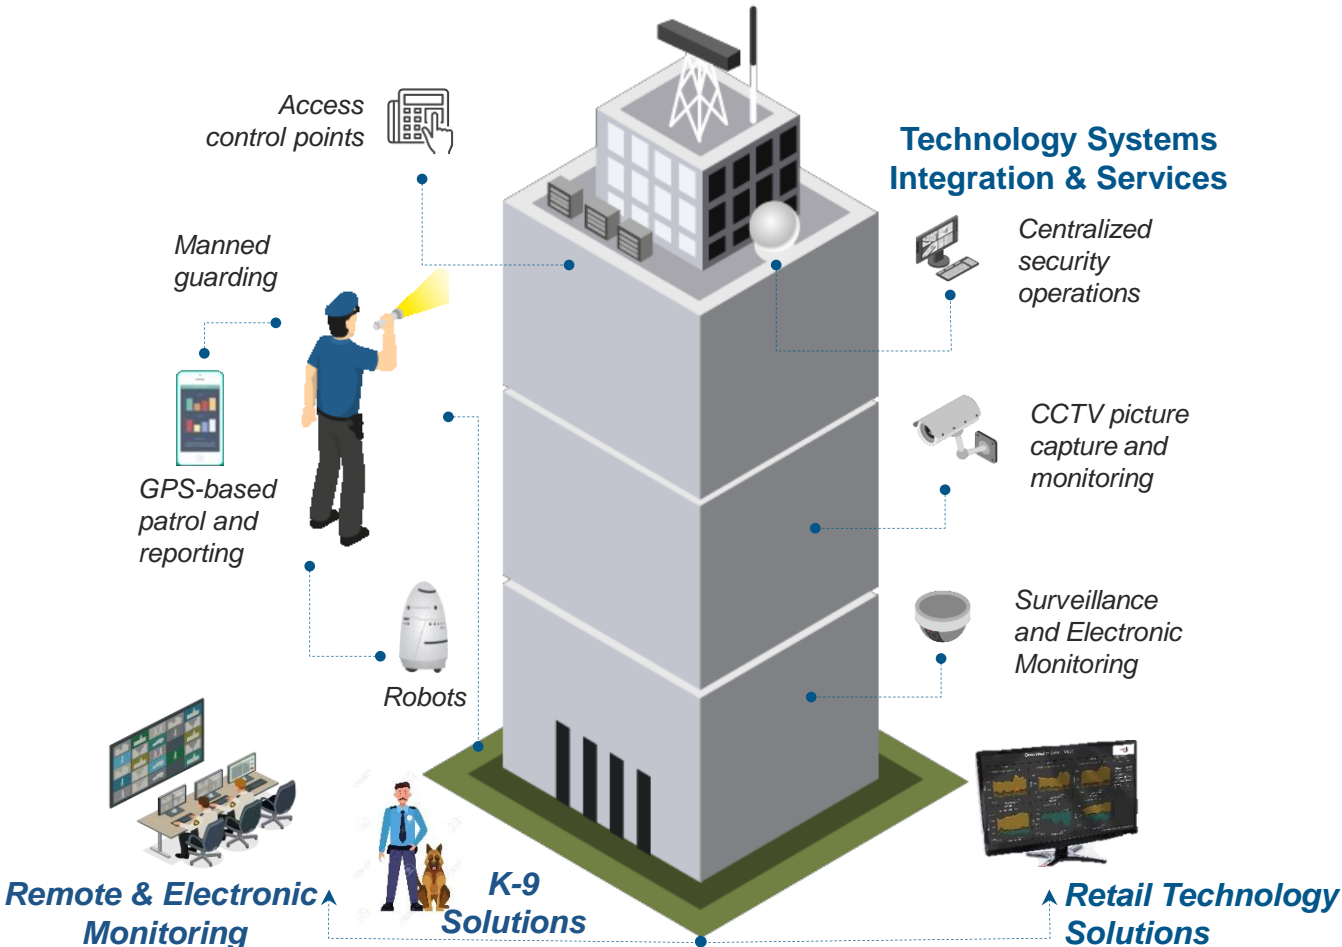 Access
control points
Technology Systems
Integration & Services
Manned
guarding
Centralized
security
operations
CCTV picture
capture and
monitoring
GPS-based
patrol and
reporting
Surveillance
and Electronic
Monitoring
Robots
Remote & Electronic
Monitoring
K-9
Solutions
Retail Technology
Solutions